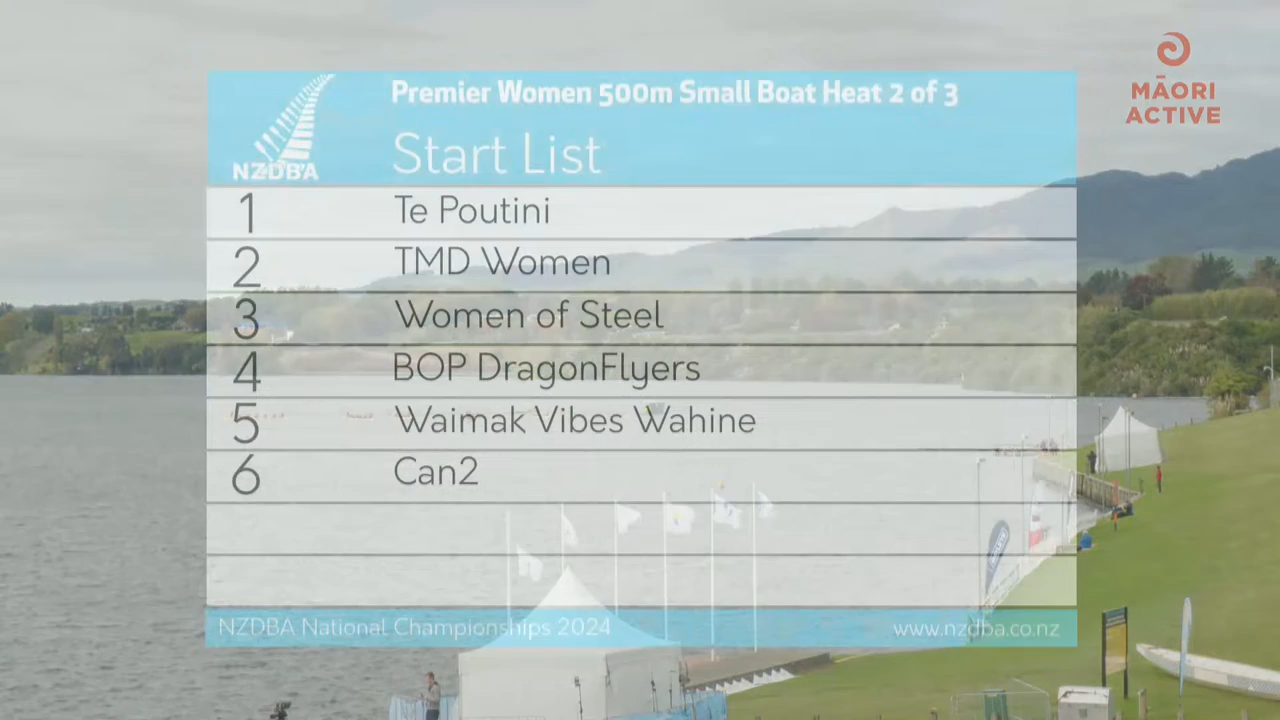 MĀORI
ACTIVE
Premier Women 500m Small Boat Heat 2 of 3
NZDBA
Start List
1 Te Poutini
2 TMD Women
3 Women of Steel
4 BOP DragonFlyers
5 Waimak Vibes Wahine
6 Can2
NZDBA National Championships 2024 www.nzdba.co.nz